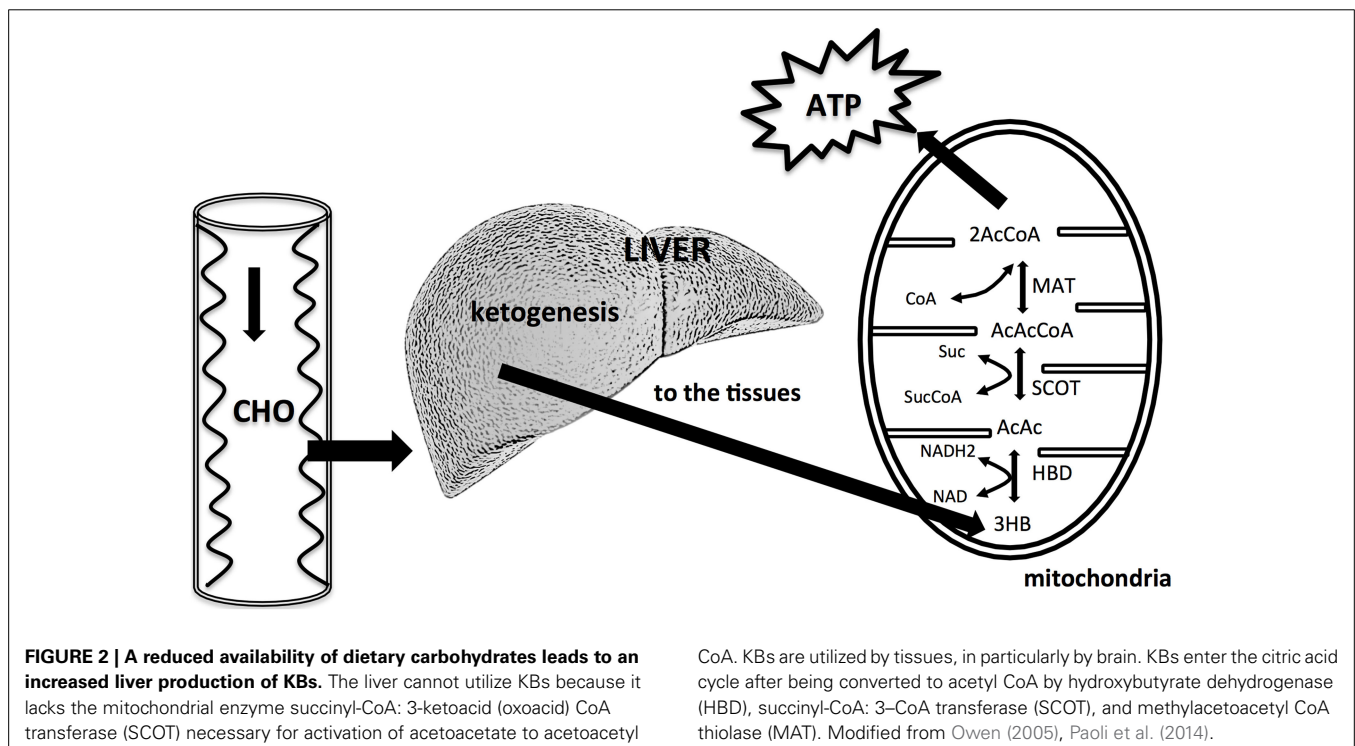 ATP
LIVER
ketogenesis
CHO
to the tissues
2AcCoA
CoA
MAT
AcAcCoA
Suc
SucCoA
SCOT
AcAc
NADH2
NAD
HBD
3HB
mitochondria
FIGURE 2 | A reduced availability of dietary carbohydrates leads to an
increased liver production of KBs. The liver cannot utilize KBs because it
lacks the mitochondrial enzyme succinyl-CoA: 3-ketoacid (oxoacid) CoA
transferase (SCOT) necessary for activation of acetoacetate to acetoacetyl
CoA. KBs are utilized by tissues, in particularly by brain. KBs enter the citric acid
cycle after being converted to acetyl CoA by hydroxybutyrate dehydrogenase
(HBD), succinyl-CoA: 3–CoA transferase (SCOT), and methylacetoacetyl CoA
thiolase (MAT). Modified from Owen (2005), Paoli et al. (2014).